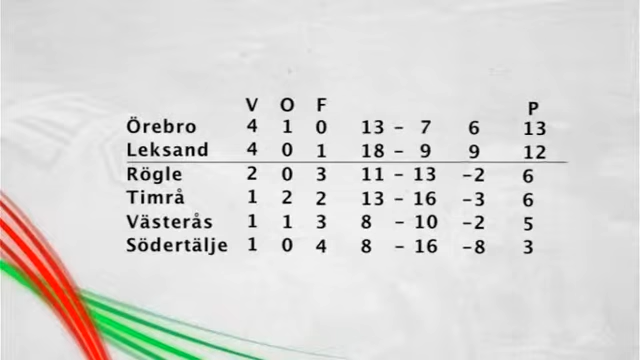 V O F P
Örebro 4 1 0 13 - 7 6 13
Leksand 4 0 1 18 - 9 9 12
Rögle 2 0 3 11 - 13 -2 6
Timrå 1 2 2 13 - 16 -3 6
Västerås 1 1 3 8 - 10 -2 5
Södertälje 1 0 4 8 - 16 -8 3